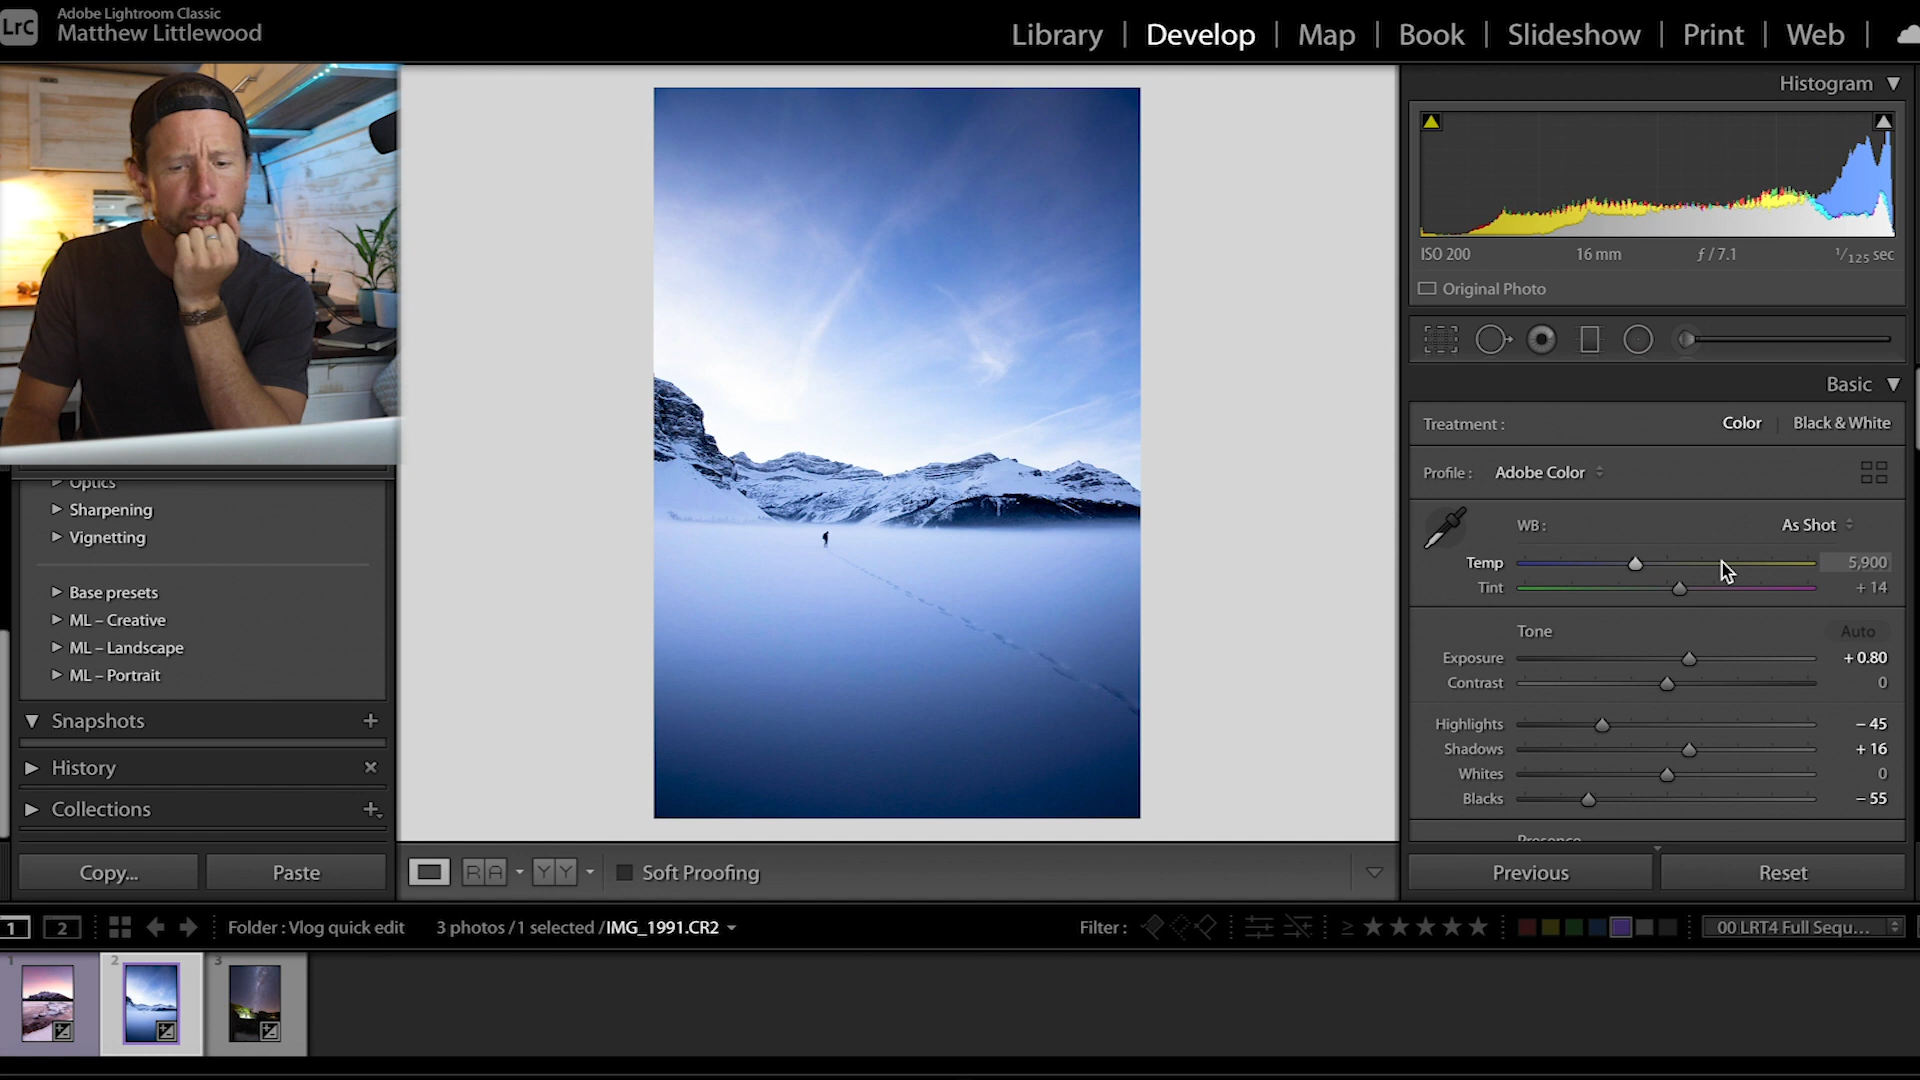 LrC
Adobe Lightroom Classic
Matthew Littlewood
Library | Develop | Map | Book | Slideshow | Print | Web |
Histogram
ISO 200 16 mm ƒ / 7.1 1/125 sec
Original Photo
Basic
Treatment : Color Black & White
Profile : Adobe Color
WB : As Shot
Temp 5,900
Tint + 14
Tone Auto
Exposure + 0.80
Contrast 0
Highlights – 45
Shadows + 16
Whites 0
Blacks – 55
Presence
Previous Reset
Optics
Sharpening
Vignetting
Base presets
ML – Creative
ML – Landscape
ML – Portrait
Snapshots +
History ×
Collections +
Copy... Paste
R A Y Y Soft Proofing
1 2 Folder : Vlog quick edit 3 photos / 1 selected / IMG_1991.CR2 Filter : ≥ ★★★★★ 00 LRT4 Full Sequ...
1 2 3